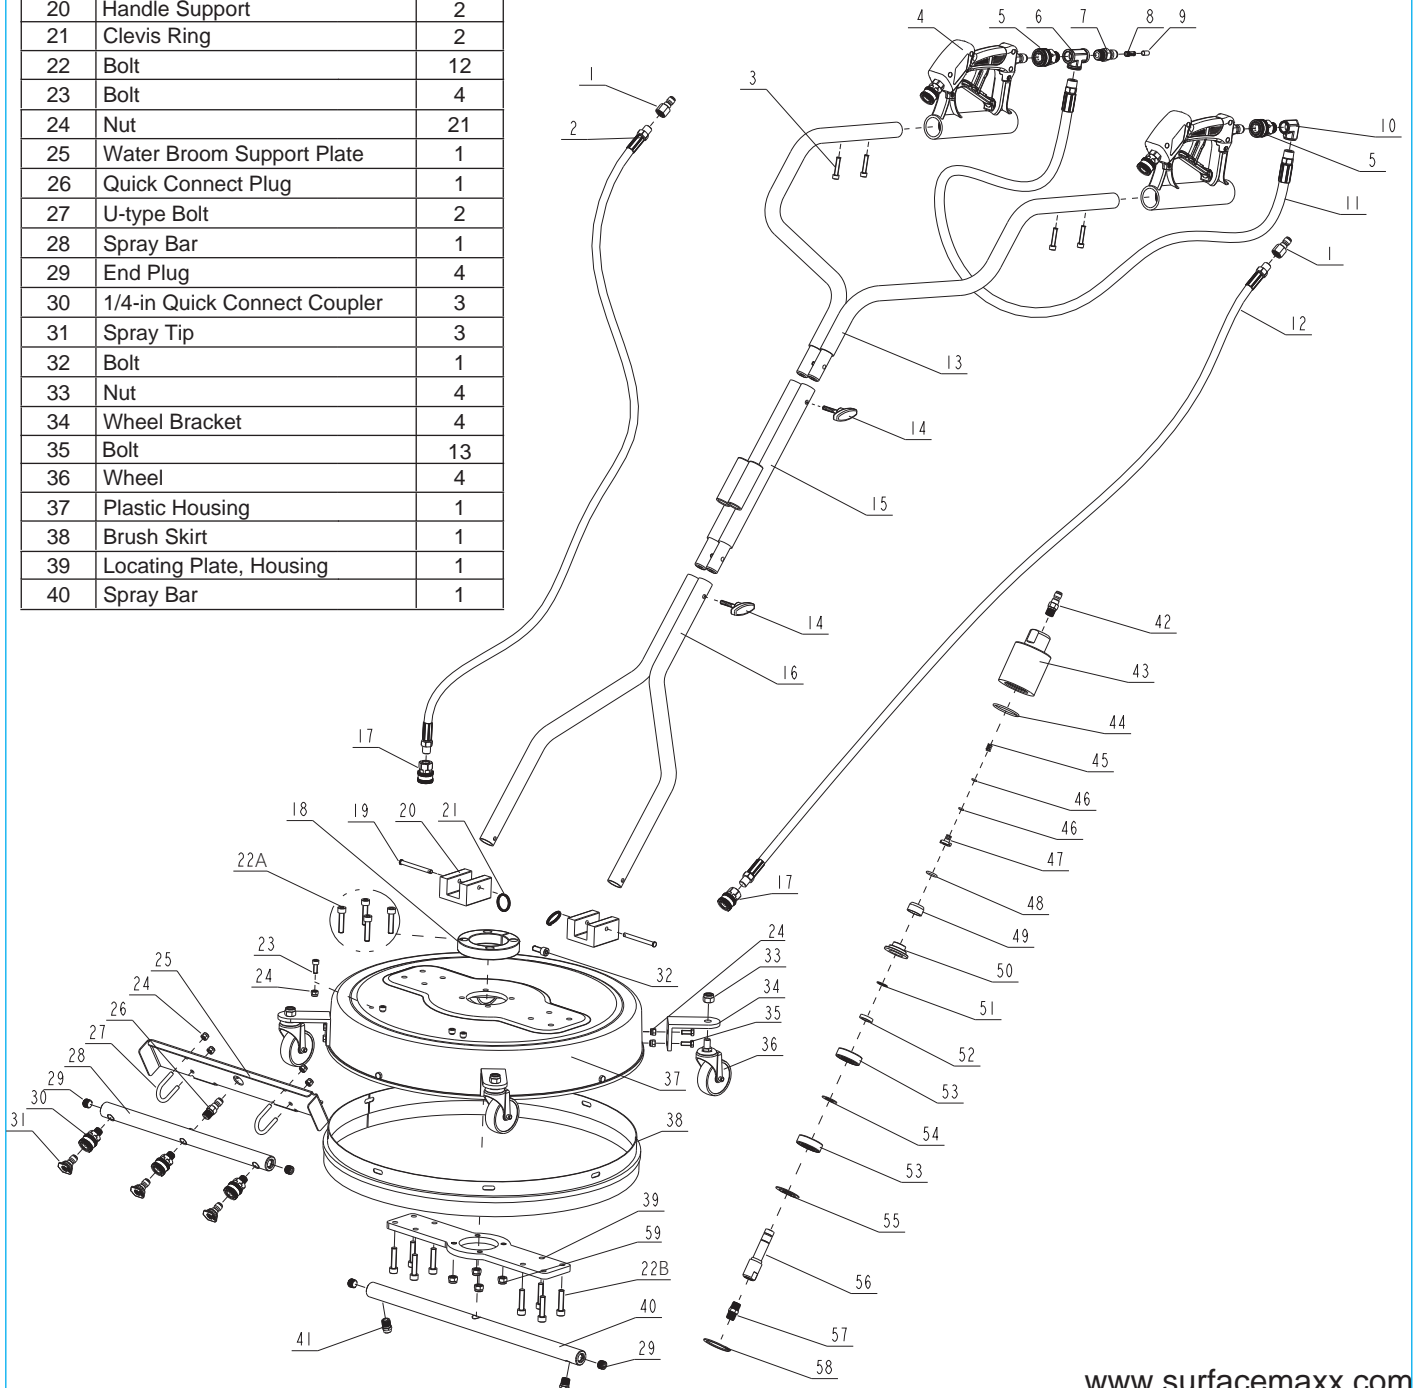 20 Handle Support 2
21 Clevis Ring 2
22 Bolt 12
23 Bolt 4
24 Nut 21
25 Water Broom Support Plate 1
26 Quick Connect Plug 1
27 U-type Bolt 2
28 Spray Bar 1
29 End Plug 4
30 1/4-in Quick Connect Coupler 3
31 Spray Tip 3
32 Bolt 1
33 Nut 4
34 Wheel Bracket 4
35 Bolt 13
36 Wheel 4
37 Plastic Housing 1
38 Brush Skirt 1
39 Locating Plate, Housing 1
40 Spray Bar 1
4 5 6 7 8 9
1
3
2
10
5
11
1
12
13
14
15
14
16
42
43
44
17
45
18 19 20 21
46
46
22A
47
17
48
24
49
23
33
25
32
50
24
24
34
26
51
35
27
52
28
36
29
37
53
30
54
31
38
53
39
55
59
22B
56
40
57
41
29
58
www.surfacemaxx.com